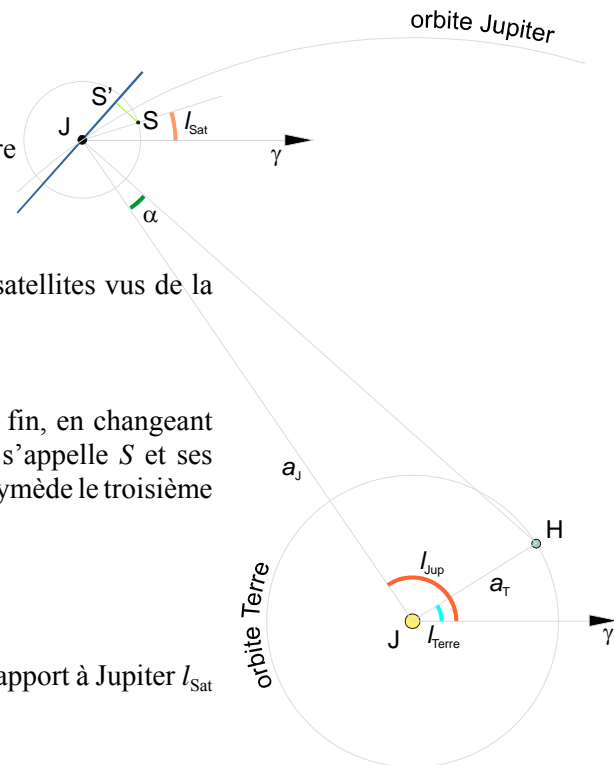 orbite Jupiter
S'
J
S
l_Sat
re
γ
α
satellites vus de la
fin, en changeant
s'appelle S et ses
ymède le troisième
a_J
H
l_Jup
a_T
J
l_Terre
γ
orbite Terre
apport à Jupiter l_Sat